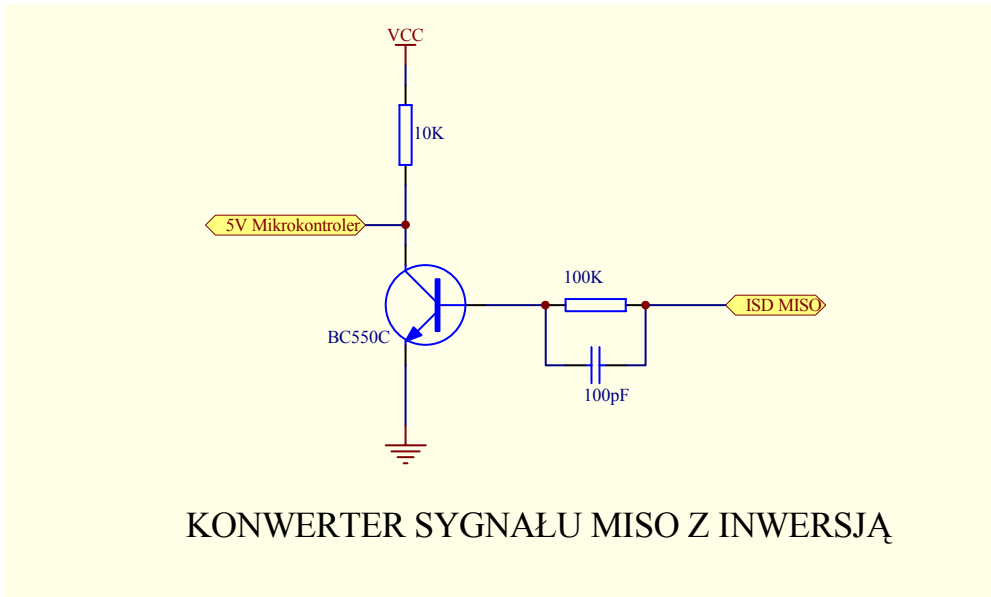 VCC
10K
5V Mikrokontroler
100K
ISD MISO
BC550C
100pF
KONWERTER SYGNAŁU MISO Z INWERSJĄ